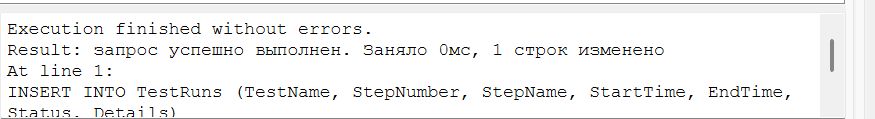 Execution finished without errors.
Result: запрос успешно выполнен. Заняло 0мс, 1 строк изменено
At line 1:
INSERT INTO TestRuns (TestName, StepNumber, StepName, StartTime, EndTime,
Status, Details)